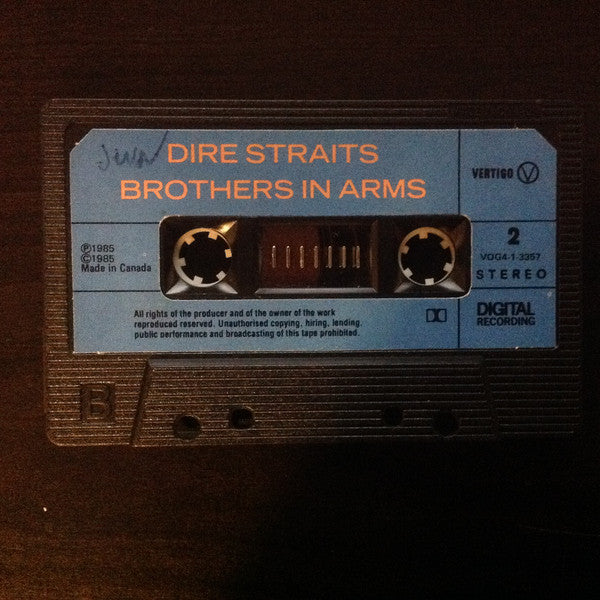 DIRE STRAITS
BROTHERS IN ARMS
VERTIGO V
℗1985
©1985
Made in Canada
2
VOG4-1-3357
STEREO
All rights of the producer and of the owner of the work
reproduced reserved. Unauthorised copying, hiring, lending,
public performance and broadcasting of this tape prohibited.
DIGITAL
RECORDING
B